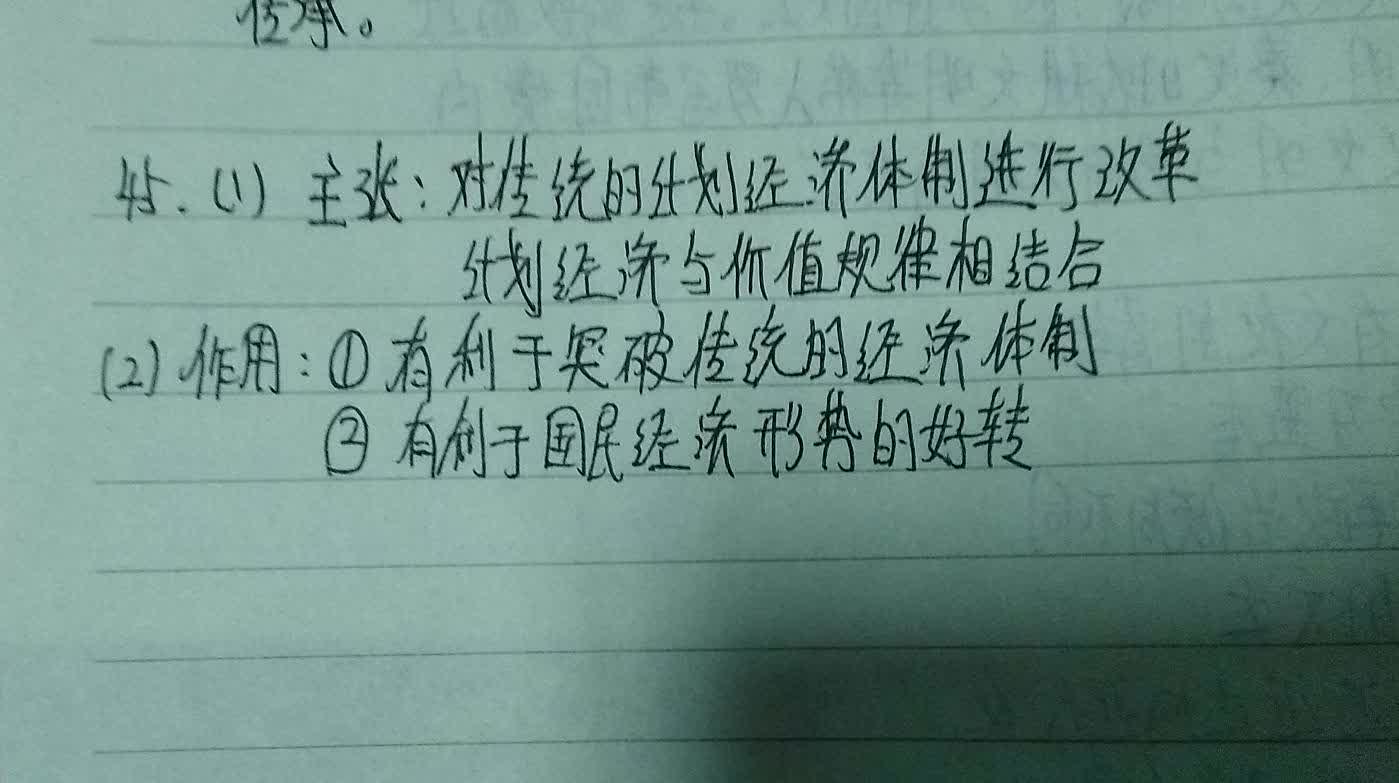 传承。
45.(1) 主张：对传统的计划经济体制进行改革
计划经济与价值规律相结合
(2) 作用：① 有利于突破传统的经济体制
② 有利于国民经济形势的好转